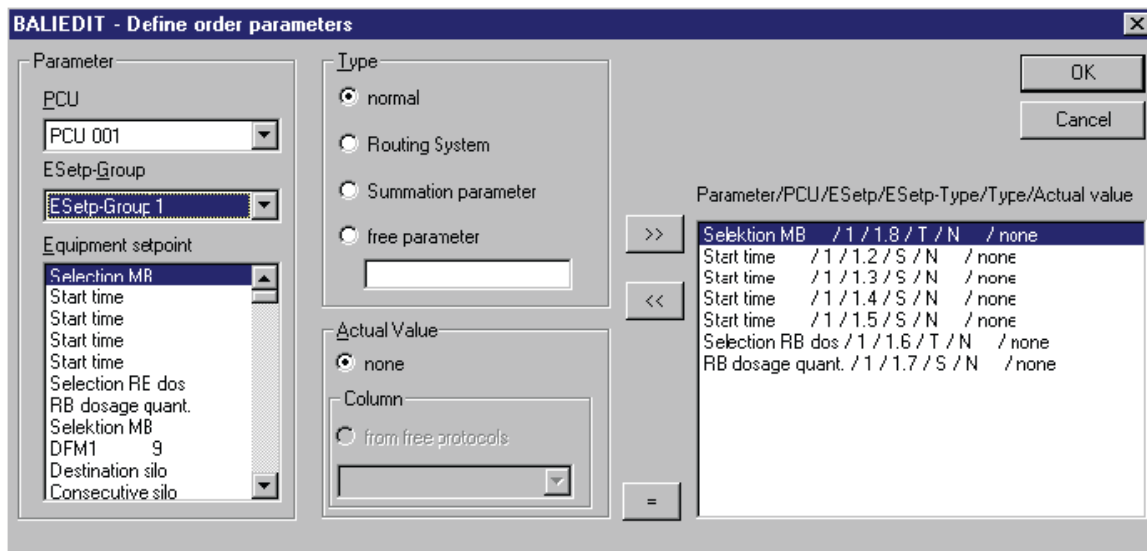 BALIEDIT - Define order parameters
Parameter
PCU
PCU 001
ESetp-Group
ESetp-Group 1
Equipment setpoint
Selection MB
Start time
Start time
Start time
Start time
Selection RE dos
RB dosage quant.
Selektion MB
DFM1 9
Destination silo
Consecutive silo
Type
normal
Routing System
Summation parameter
free parameter
Actual Value
none
Column
from free protocols
>>
<<
=
OK
Cancel
Parameter/PCU/ESetp/ESetp-Type/Type/Actual value
Selektion MB / 1 / 1.8 / T / N / none
Start time / 1 / 1.2 / S / N / none
Start time / 1 / 1.3 / S / N / none
Start time / 1 / 1.4 / S / N / none
Start time / 1 / 1.5 / S / N / none
Selection RB dos / 1 / 1.6 / T / N / none
RB dosage quant. / 1 / 1.7 / S / N / none